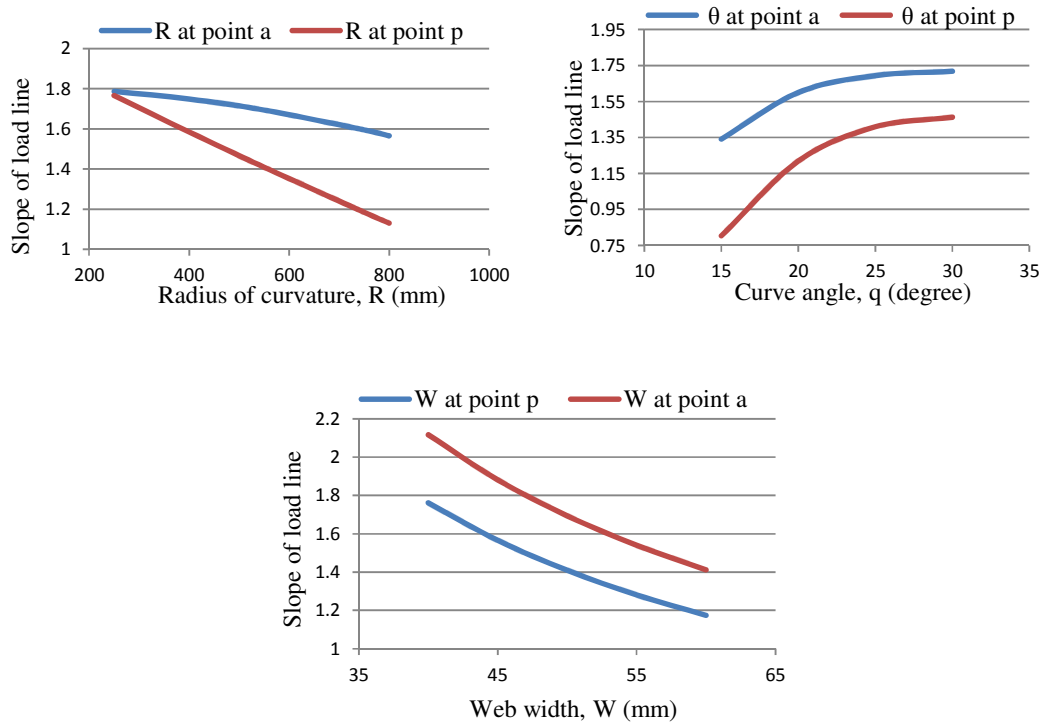 R at point a R at point p
2
1.8
1.6
1.4
1.2
1
Slope of load line
200 400 600 800 1000
Radius of curvature, R (mm)
θ at point a θ at point p
1.95
1.75
1.55
1.35
1.15
0.95
0.75
Slope of load line
10 15 20 25 30 35
Curve angle, q (degree)
W at point p W at point a
2.2
2
1.8
1.6
1.4
1.2
1
Slope of load line
35 45 55 65
Web width, W (mm)